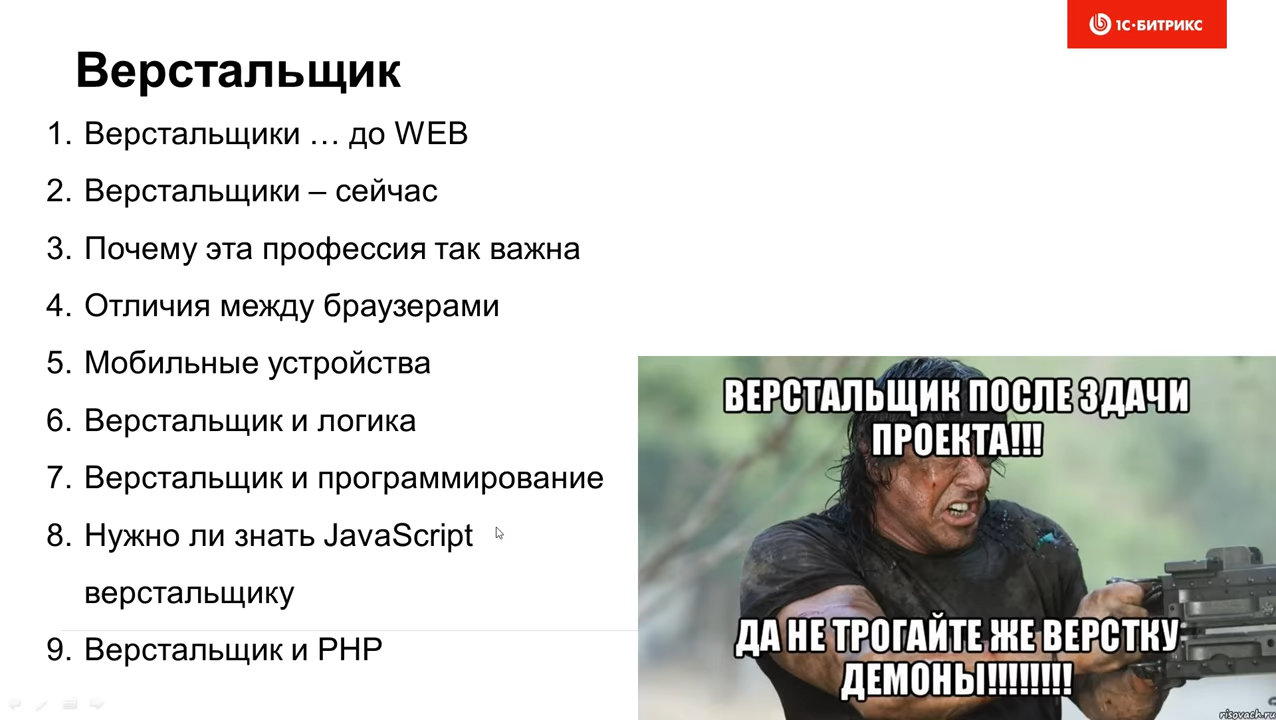 1С·БИТРИКС
Верстальщик
1. Верстальщики … до WEB
2. Верстальщики – сейчас
3. Почему эта профессия так важна
4. Отличия между браузерами
5. Мобильные устройства
6. Верстальщик и логика
7. Верстальщик и программирование
8. Нужно ли знать JavaScript
верстальщику
9. Верстальщик и PHP
ВЕРСТАЛЬЩИК ПОСЛЕ ЗДАЧИ
ПРОЕКТА!!!
ДА НЕ ТРОГАЙТЕ ЖЕ ВЕРСТКУ
ДЕМОНЫ!!!!!!!!
risovach.ru